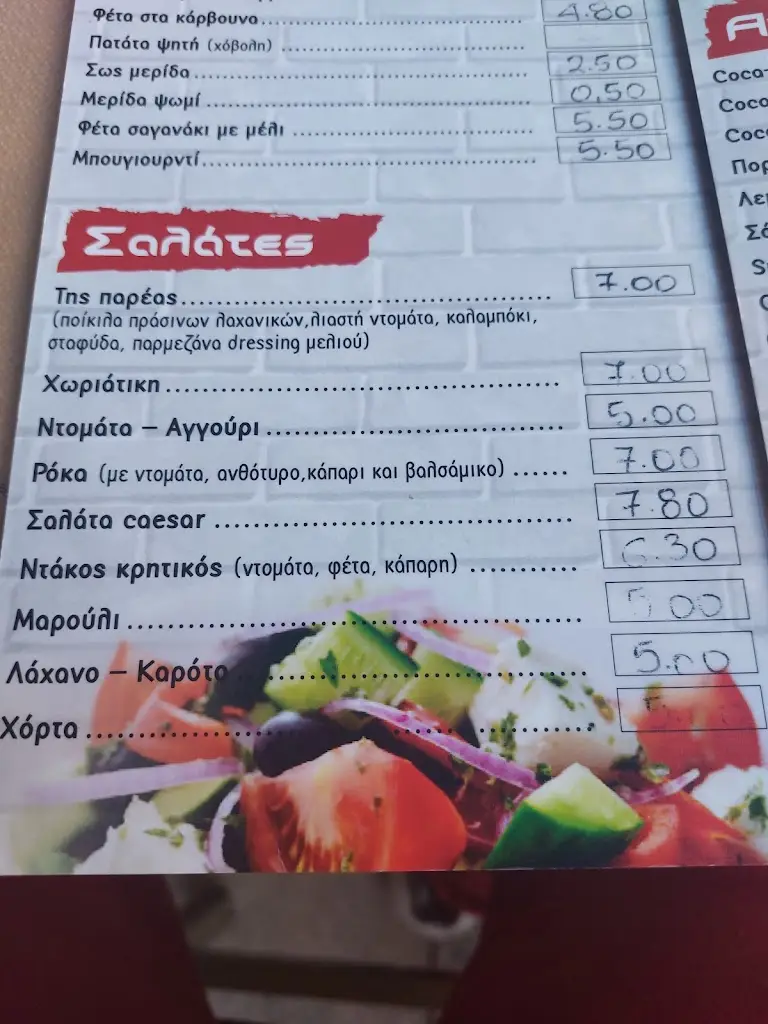 Φέτα στα κάρβουνα 4.80
Πατάτα ψητή (χόβολη)
Σως μερίδα 2.50
Μερίδα ψωμί 0,50
Φέτα σαγανάκι με μέλι 5.50
Μπουγιουρντί 5.50
Σαλάτες
Της παρέας 7.00
(ποίκιλα πράσινων λαχανικών,λιαστή ντομάτα, καλαμπόκι,
σταφύδα, παρμεζάνα dressing μελιού)
Χωριάτικη 7.00
Ντομάτα – Αγγούρι 5.00
Ρόκα (με ντομάτα, ανθότυρο,κάπαρι και βαλσάμικο) 7.00
Σαλάτα caesar 7.80
Ντάκος κρητικός (ντομάτα, φέτα, κάπαρη) 6.30
Μαρούλι 5.00
Λάχανο – Καρότο 5.00
Χόρτα